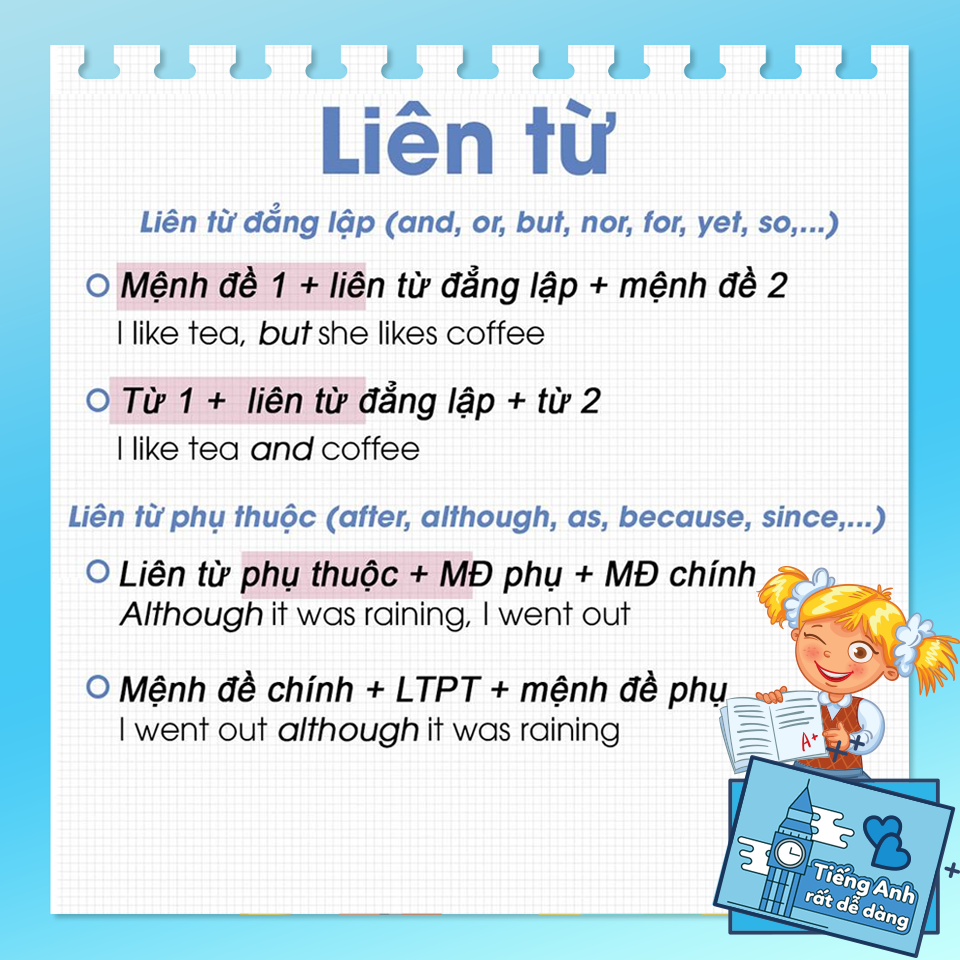 Liên từ
Liên từ đẳng lập (and, or, but, nor, for, yet, so,...)
Mệnh đề 1 + liên từ đẳng lập + mệnh đề 2
I like tea, but she likes coffee
Từ 1 + liên từ đẳng lập + từ 2
I like tea and coffee
Liên từ phụ thuộc (after, although, as, because, since,...)
Liên từ phụ thuộc + MĐ phụ + MĐ chính
Although it was raining, I went out
Mệnh đề chính + LTPT + mệnh đề phụ
I went out although it was raining
A+
Tiếng Anh
rất dễ dàng